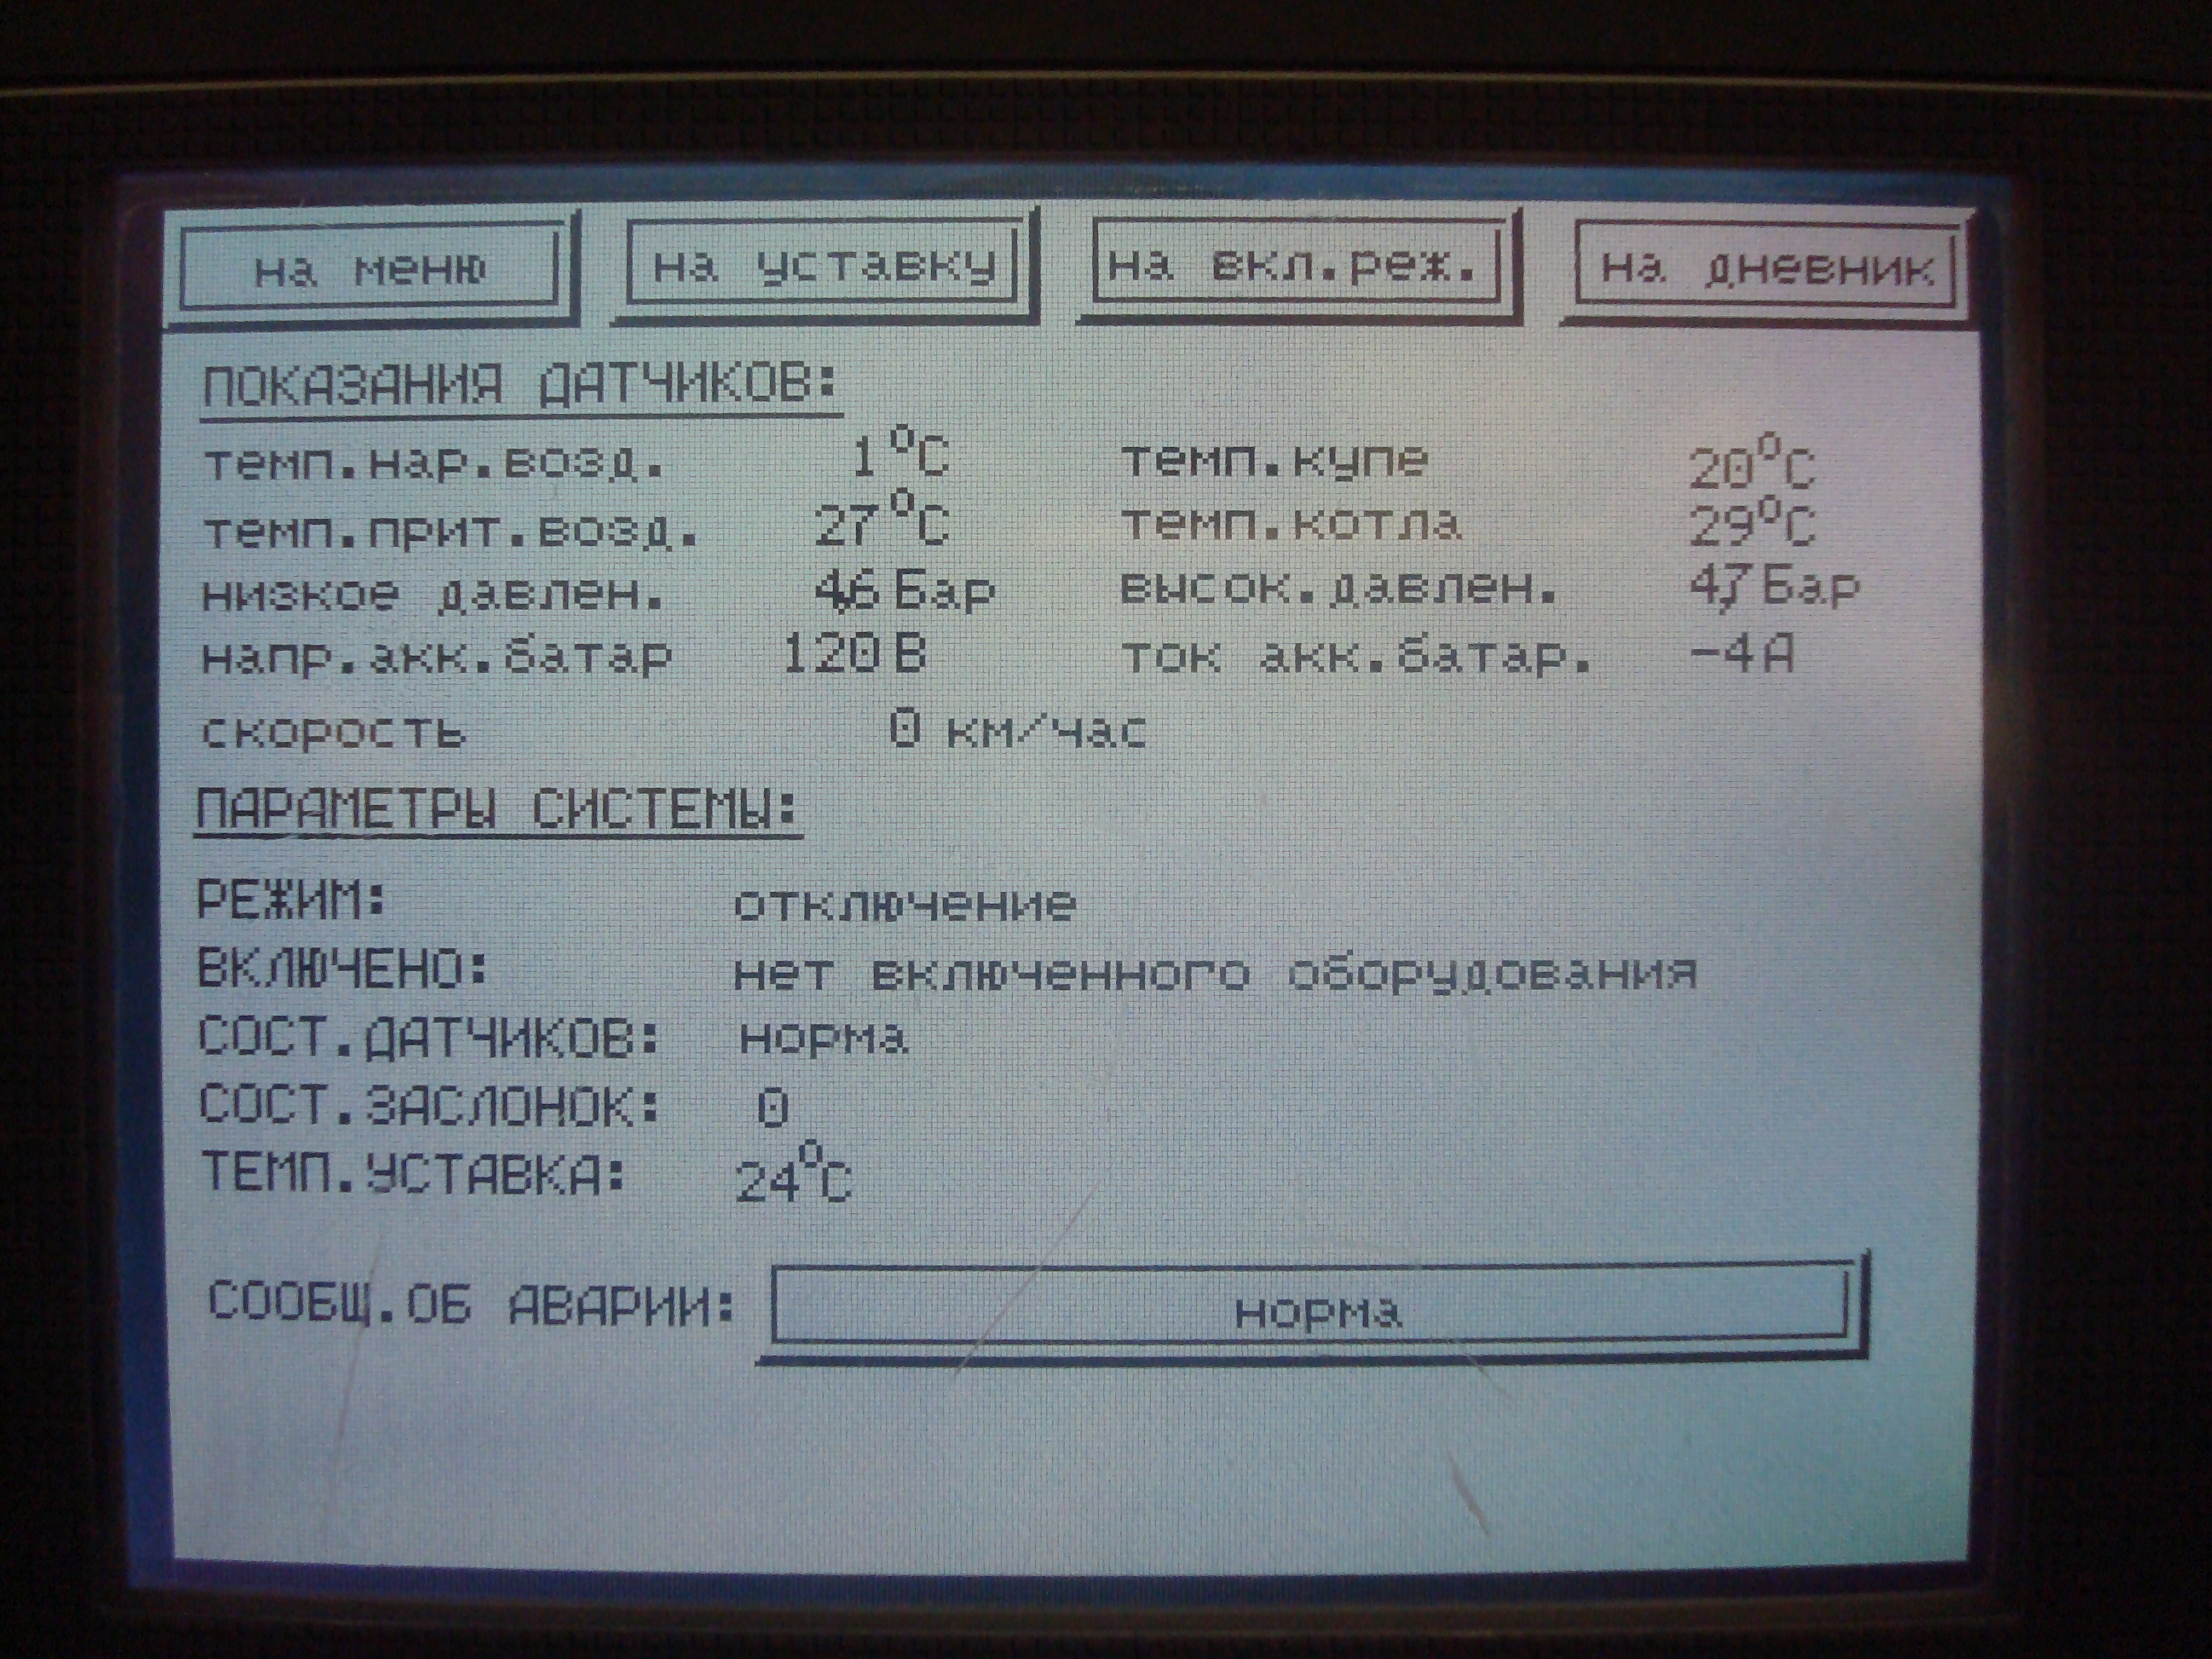 на меню на уставку на вкл.реж. на дневник
ПОКАЗАНИЯ ДАТЧИКОВ:
темп.нар.возд. 1°C темп.купе 20°C
темп.прит.возд. 27°C темп.котла 29°C
низкое давлен. 4,6 Бар высок.давлен. 4,7 Бар
напр.акк.батар 120 В ток акк.батар. -4 А
скорость 0 км/час
ПАРАМЕТРЫ СИСТЕМЫ:
РЕЖИМ: отключение
ВКЛЮЧЕНО: нет включенного оборудования
СОСТ.ДАТЧИКОВ: норма
СОСТ.ЗАСЛОНОК: 0
ТЕМП.УСТАВКА: 24°C
СООБЩ.ОБ АВАРИИ: норма